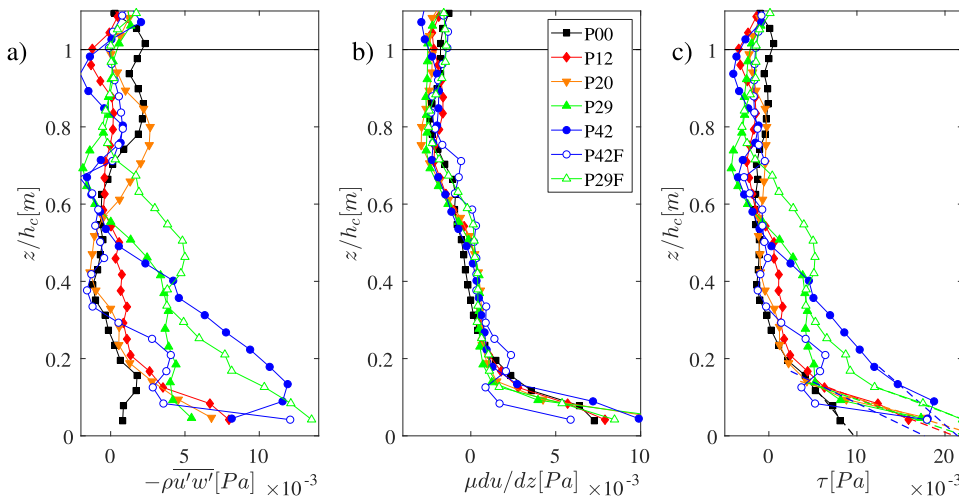 a)
z/h_c[m]
1
0.8
0.6
0.4
0.2
0
0 5 10
−ρu′w′[Pa] ×10⁻³
b)
z/h_c[m]
1
0.8
0.6
0.4
0.2
0
0 5 10
μdu/dz[Pa] ×10⁻³
P00
P12
P20
P29
P42
P42F
P29F
c)
z/h_c[m]
1
0.8
0.6
0.4
0.2
0
0 10 20
τ[Pa] ×10⁻³